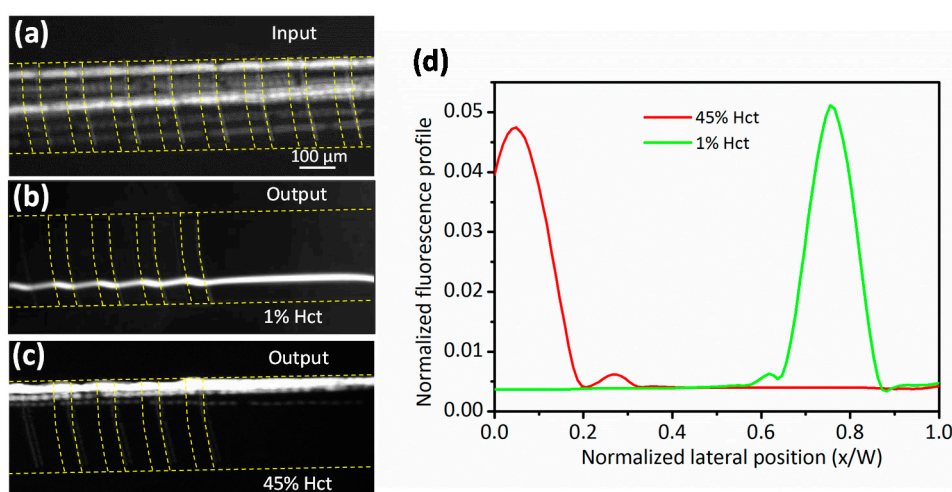 (a)
Input
100 µm
(b)
Output
1% Hct
(c)
Output
45% Hct
(d)
Normalized fluorescence profile
0.05
0.04
0.03
0.02
0.01
0.00
45% Hct
1% Hct
0.0 0.2 0.4 0.6 0.8 1.0
Normalized lateral position (x/W)